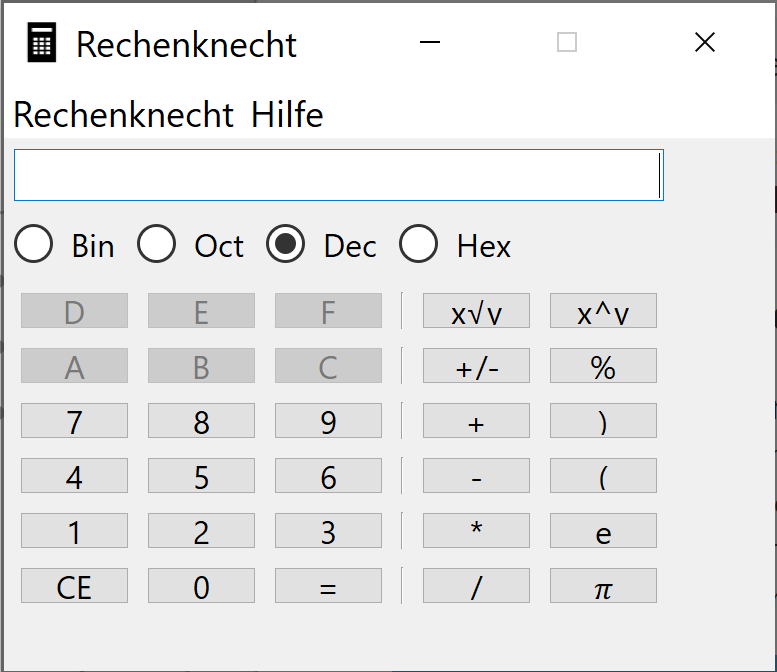 Rechenknecht
Rechenknecht Hilfe
Bin Oct Dec Hex
D E F x√y x^y
A B C +/- %
7 8 9 + )
4 5 6 - (
1 2 3 * e
CE 0 = / π